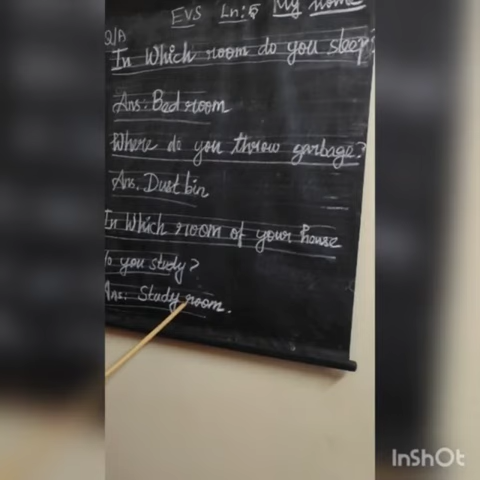 EVS Ln:5 My home
Q/A
In Which room do you sleep?
Ans: Bed room
Where do you throw garbage?
Ans. Dust bin
In Which room of your house
do you study?
Ans: Study room.
InShOt